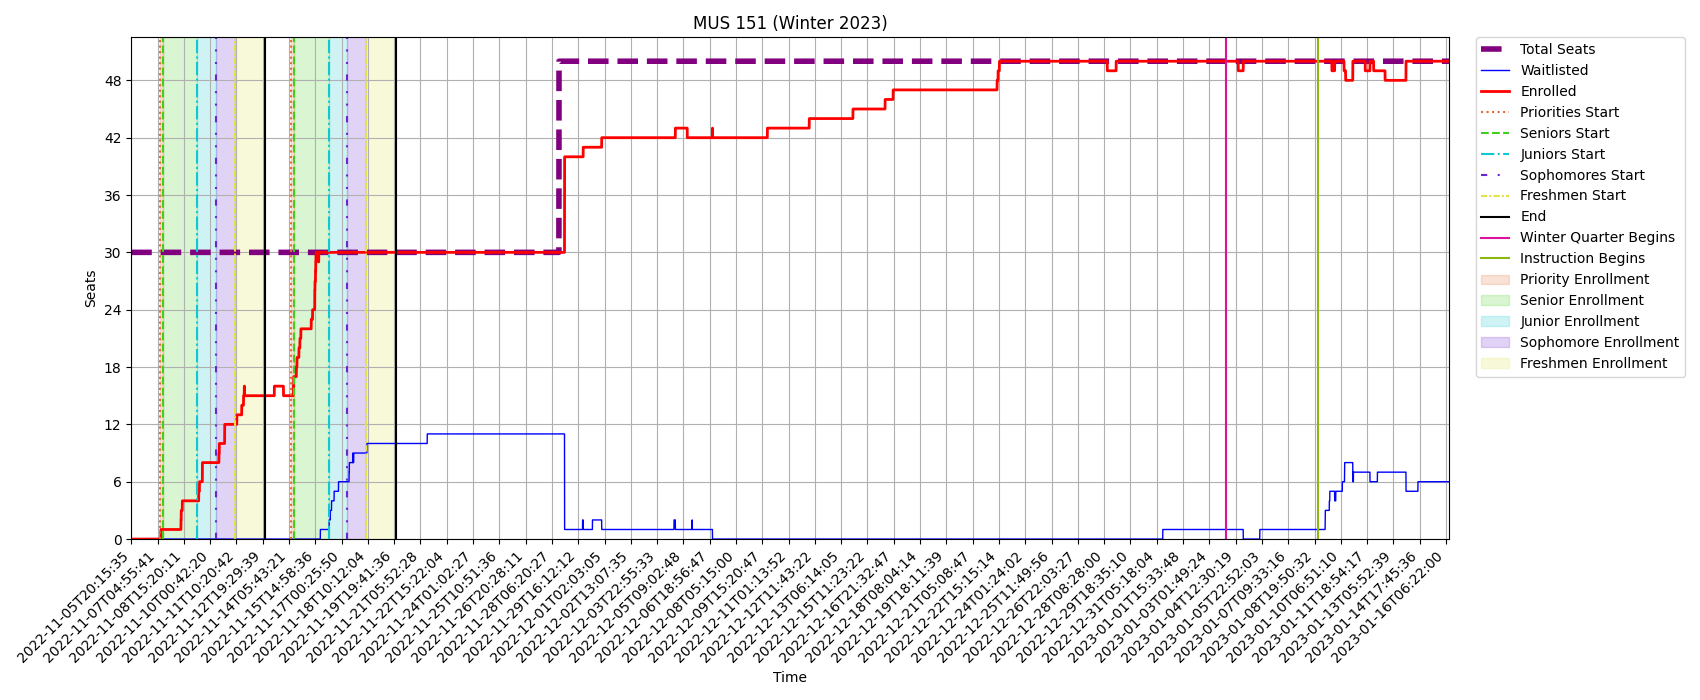 MUS 151 (Winter 2023)
Seats
48
42
36
30
24
18
12
6
0
2022-11-05T20:15:35
2022-11-07T04:55:41
2022-11-08T15:20:11
2022-11-10T00:42:20
2022-11-11T10:20:42
2022-11-12T19:29:39
2022-11-14T05:43:21
2022-11-15T14:58:36
2022-11-17T00:25:50
2022-11-18T10:12:04
2022-11-19T19:41:36
2022-11-21T05:52:28
2022-11-22T15:22:04
2022-11-24T01:02:27
2022-11-25T10:51:36
2022-11-26T20:28:11
2022-11-28T06:20:27
2022-11-29T16:12:12
2022-12-01T02:03:05
2022-12-02T13:07:35
2022-12-03T22:55:33
2022-12-05T09:02:48
2022-12-06T18:56:47
2022-12-08T05:15:00
2022-12-09T15:20:47
2022-12-11T01:13:52
2022-12-12T11:43:22
2022-12-13T06:14:05
2022-12-15T11:23:22
2022-12-16T21:32:47
2022-12-18T08:04:14
2022-12-19T18:11:39
2022-12-21T05:08:47
2022-12-22T15:15:14
2022-12-24T01:24:02
2022-12-25T11:49:56
2022-12-26T22:03:27
2022-12-28T08:28:00
2022-12-29T18:35:10
2022-12-31T05:18:04
2023-01-01T15:33:48
2023-01-03T01:49:24
2023-01-04T12:30:19
2023-01-05T22:52:03
2023-01-07T09:33:16
2023-01-08T19:50:32
2023-01-10T06:51:10
2023-01-11T18:54:17
2023-01-13T05:52:39
2023-01-14T17:45:36
2023-01-16T06:22:00
Time
Total Seats
Waitlisted
Enrolled
Priorities Start
Seniors Start
Juniors Start
Sophomores Start
Freshmen Start
End
Winter Quarter Begins
Instruction Begins
Priority Enrollment
Senior Enrollment
Junior Enrollment
Sophomore Enrollment
Freshmen Enrollment